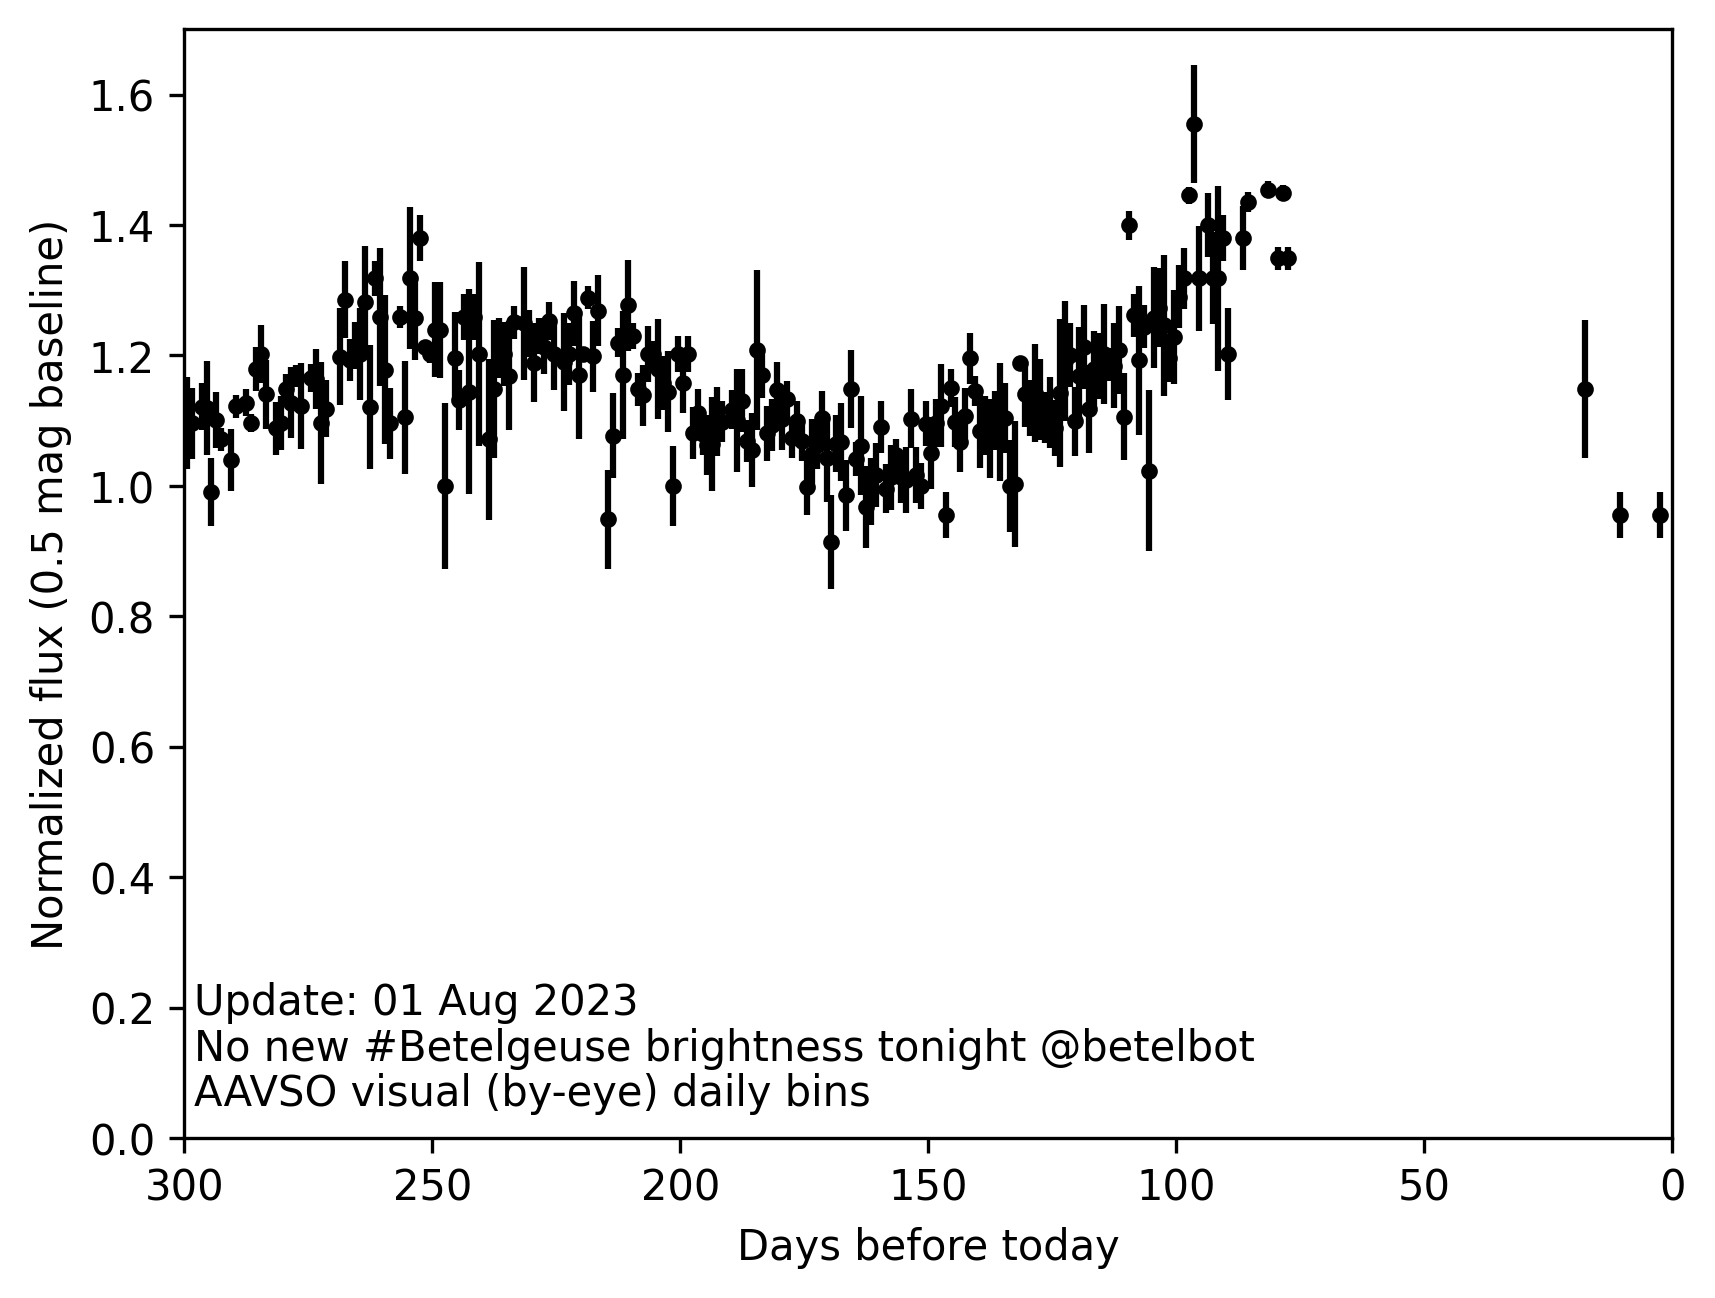 1.6
1.4
1.2
1.0
0.8
0.6
0.4
0.2
0.0
Normalized flux (0.5 mag baseline)
Update: 01 Aug 2023
No new #Betelgeuse brightness tonight @betelbot
AAVSO visual (by-eye) daily bins
300 250 200 150 100 50 0
Days before today